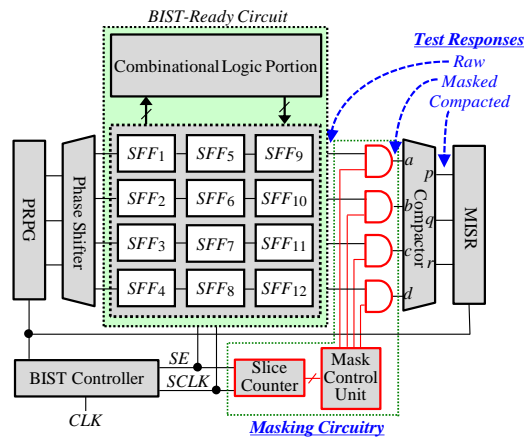 BIST-Ready Circuit
Combinational Logic Portion
Test Responses
Raw
Masked
Compacted
PRPG
Phase Shifter
SFF1 SFF5 SFF9
SFF2 SFF6 SFF10
SFF3 SFF7 SFF11
SFF4 SFF8 SFF12
a
b
c
d
Compactor
p
q
r
MISR
BIST Controller
SE
SCLK
CLK
Slice
Counter
Mask
Control
Unit
Masking Circuitry